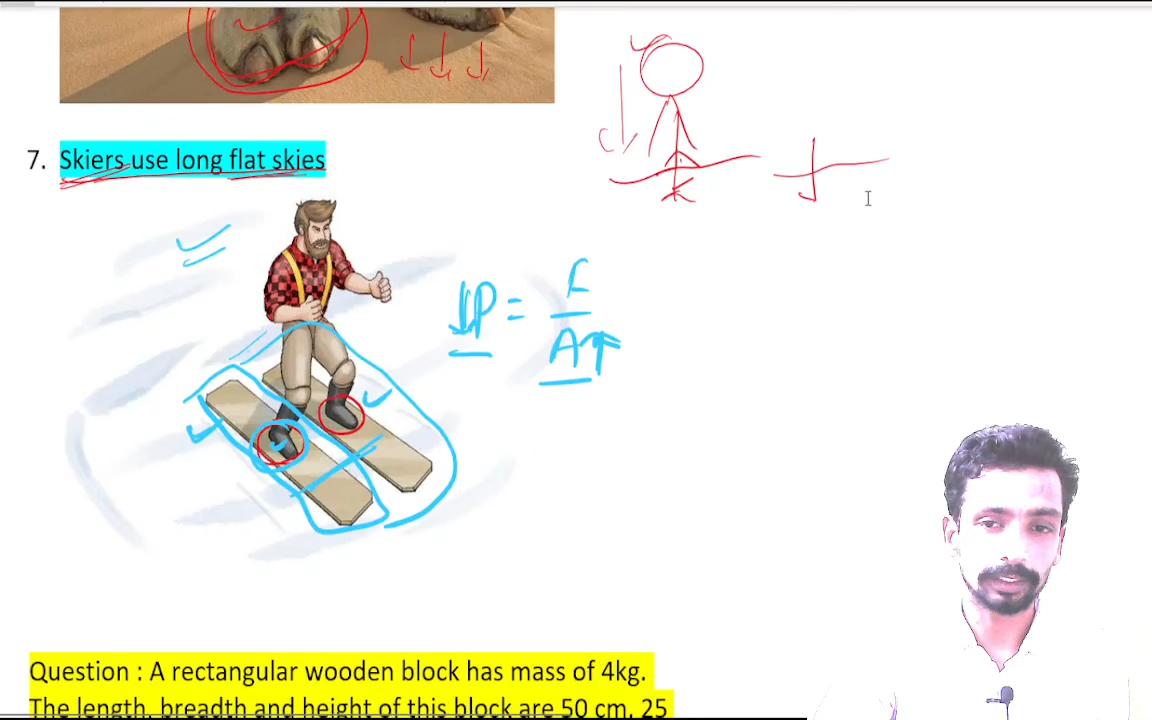 7. Skiers use long flat skies
↓P = F
A↑
Question : A rectangular wooden block has mass of 4kg.
The length, breadth and height of this block are 50 cm, 25